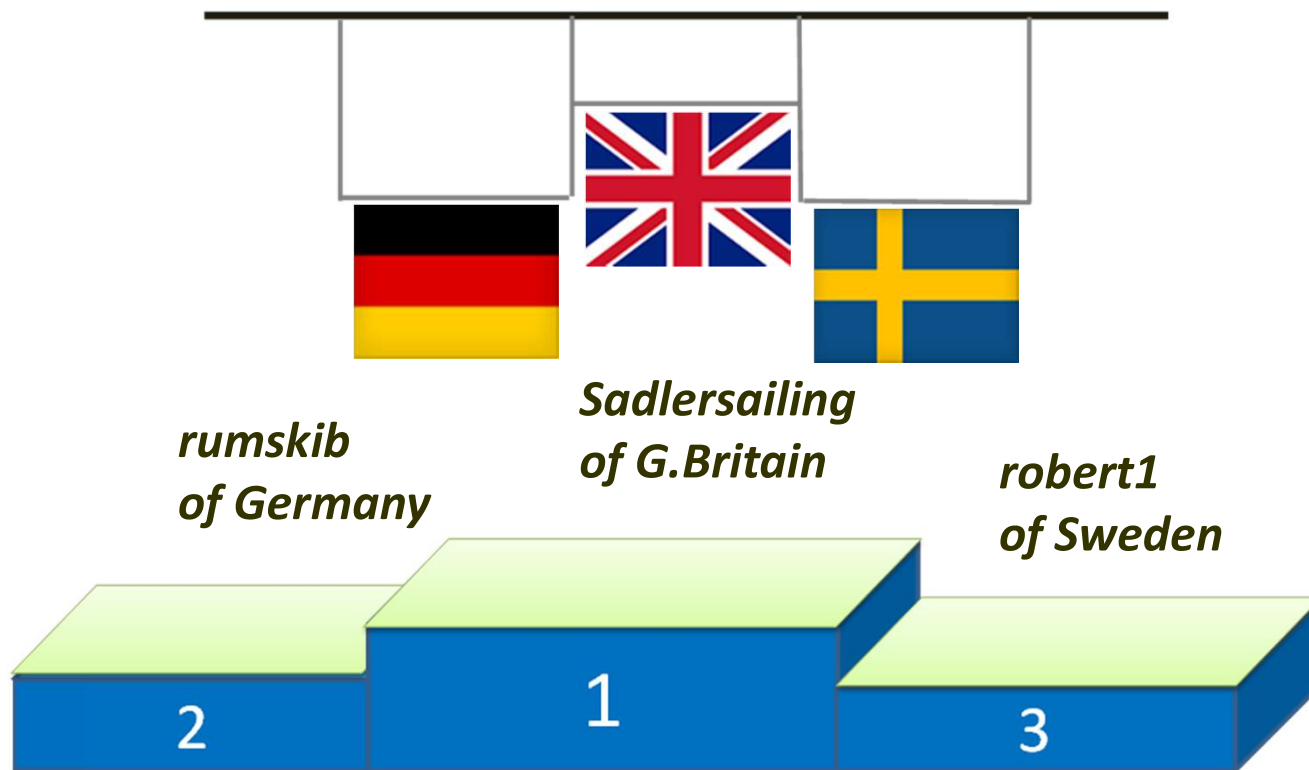 Sadlersailing
of G.Britain
rumskib
of Germany
robert1
of Sweden
2
1
3